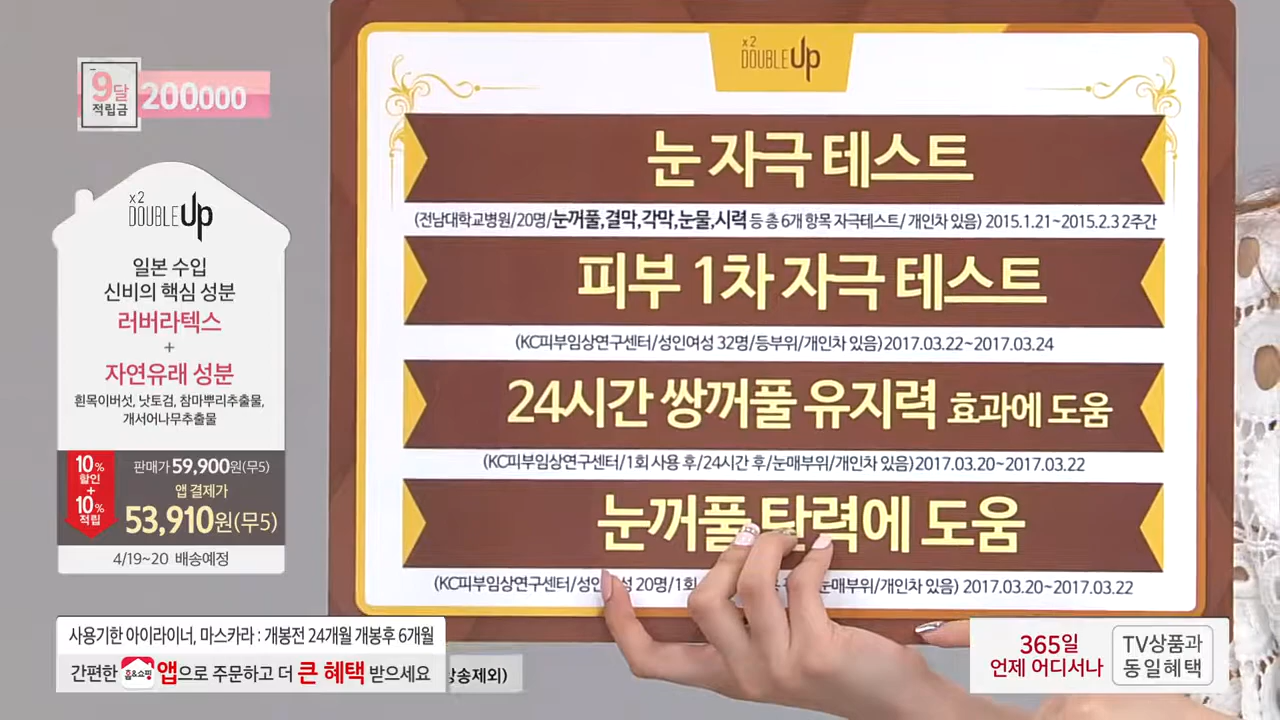 9달
적립금
200,000
x2
DOUBLE Up
일본 수입
신비의 핵심 성분
러버라텍스
+
자연유래 성분
흰목이버섯, 낫토검, 참마뿌리추출물,
개서어나무추출물
10%
할인
+
10%
적립
판매가 59,900원(무5)
앱 결제가
53,910원(무5)
4/19~20 배송예정
x2
DOUBLE Up
눈 자극 테스트
(전남대학교병원/20명/눈꺼풀,결막,각막,눈물,시력 등 총 6개 항목 자극테스트/ 개인차 있음) 2015.1.21~2015.2.3 2주간
피부 1차 자극 테스트
(KC피부임상연구센터/성인여성 32명/등부위/개인차 있음)2017.03.22~2017.03.24
24시간 쌍꺼풀 유지력 효과에 도움
(KC피부임상연구센터/1회 사용 후/24시간 후/눈매부위/개인차 있음)2017.03.20~2017.03.22
눈꺼풀 탄력에 도움
(KC피부임상연구센터/성인여성 20명/1회 눈매부위/개인차 있음) 2017.03.20~2017.03.22
사용기한 아이라이너, 마스카라 : 개봉전 24개월 개봉후 6개월
간편한 홈&쇼핑 앱으로 주문하고 더 큰 혜택 받으세요
방송제외)
365일
언제 어디서나
TV상품과
동일혜택